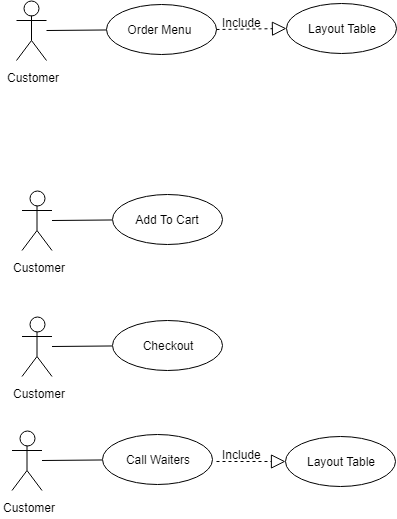 Order Menu
Include
Layout Table
Customer
Add To Cart
Customer
Checkout
Customer
Call Waiters
Include
Layout Table
Customer